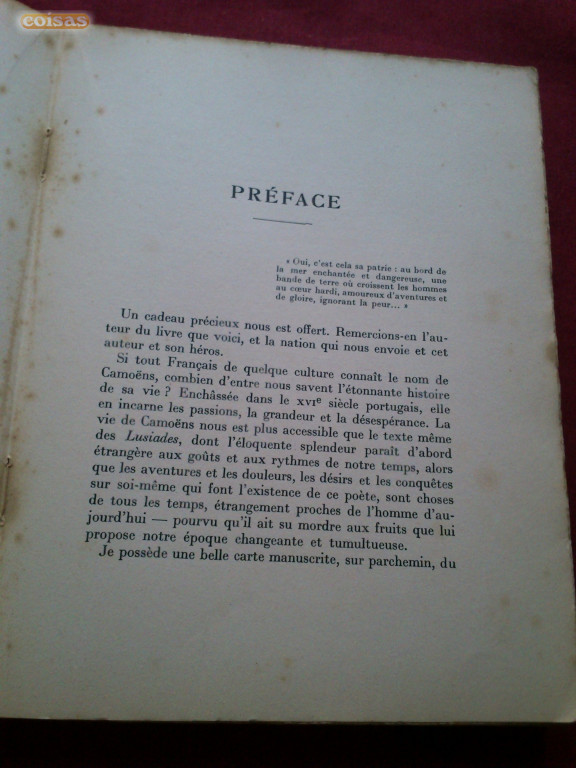 coisas
PRÉFACE
« Oui, c'est cela sa patrie : au bord de
la mer enchantée et dangereuse, une
bande de terre où croissent les hommes
au cœur hardi, amoureux d'aventures et
de gloire, ignorant la peur... »
Un cadeau précieux nous est offert. Remercions-en l'au-
teur du livre que voici, et la nation qui nous envoie et cet
auteur et son héros.
Si tout Français de quelque culture connaît le nom de
Camoëns, combien d'entre nous savent l'étonnante histoire
de sa vie ? Enchâssée dans le XVIe siècle portugais, elle
en incarne les passions, la grandeur et la désespérance. La
vie de Camoëns nous est plus accessible que le texte même
des Lusiades, dont l'éloquente splendeur paraît d'abord
étrangère aux goûts et aux rythmes de notre temps, alors
que les aventures et les douleurs, les désirs et les conquêtes
sur soi-même qui font l'existence de ce poète, sont choses
de tous les temps, étrangement proches de l'homme d'au-
jourd'hui — pourvu qu'il ait su mordre aux fruits que lui
propose notre époque changeante et tumultueuse.
Je possède une belle carte manuscrite, sur parchemin, du